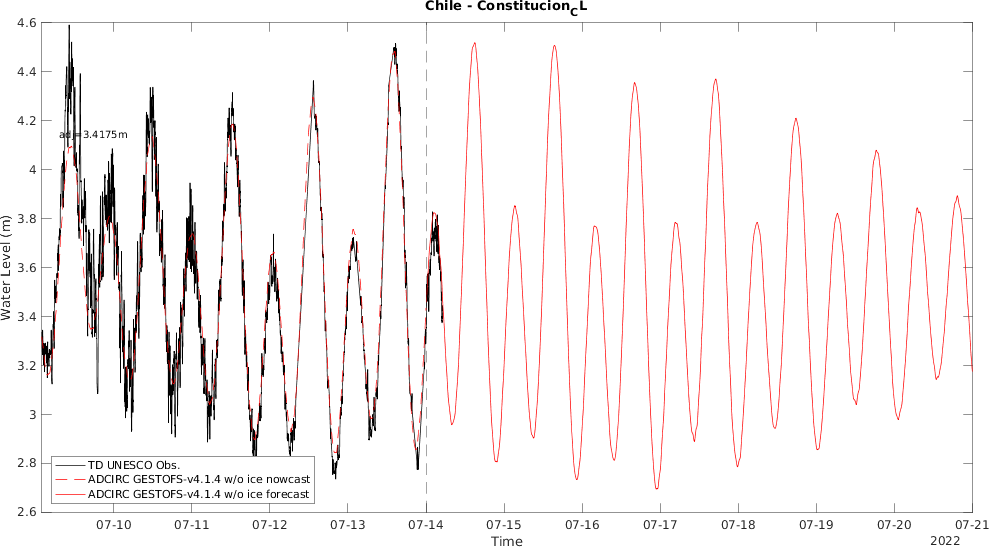 Chile - Constitucion_CL
4.6
4.4
4.2
4
3.8
3.6
3.4
3.2
3
2.8
2.6
Water Level (m)
adj=3.4175m
TD UNESCO Obs.
ADCIRC GESTOFS-v4.1.4 w/o ice nowcast
ADCIRC GESTOFS-v4.1.4 w/o ice forecast
07-10 07-11 07-12 07-13 07-14 07-15 07-16 07-17 07-18 07-19 07-20 07-21
Time
2022